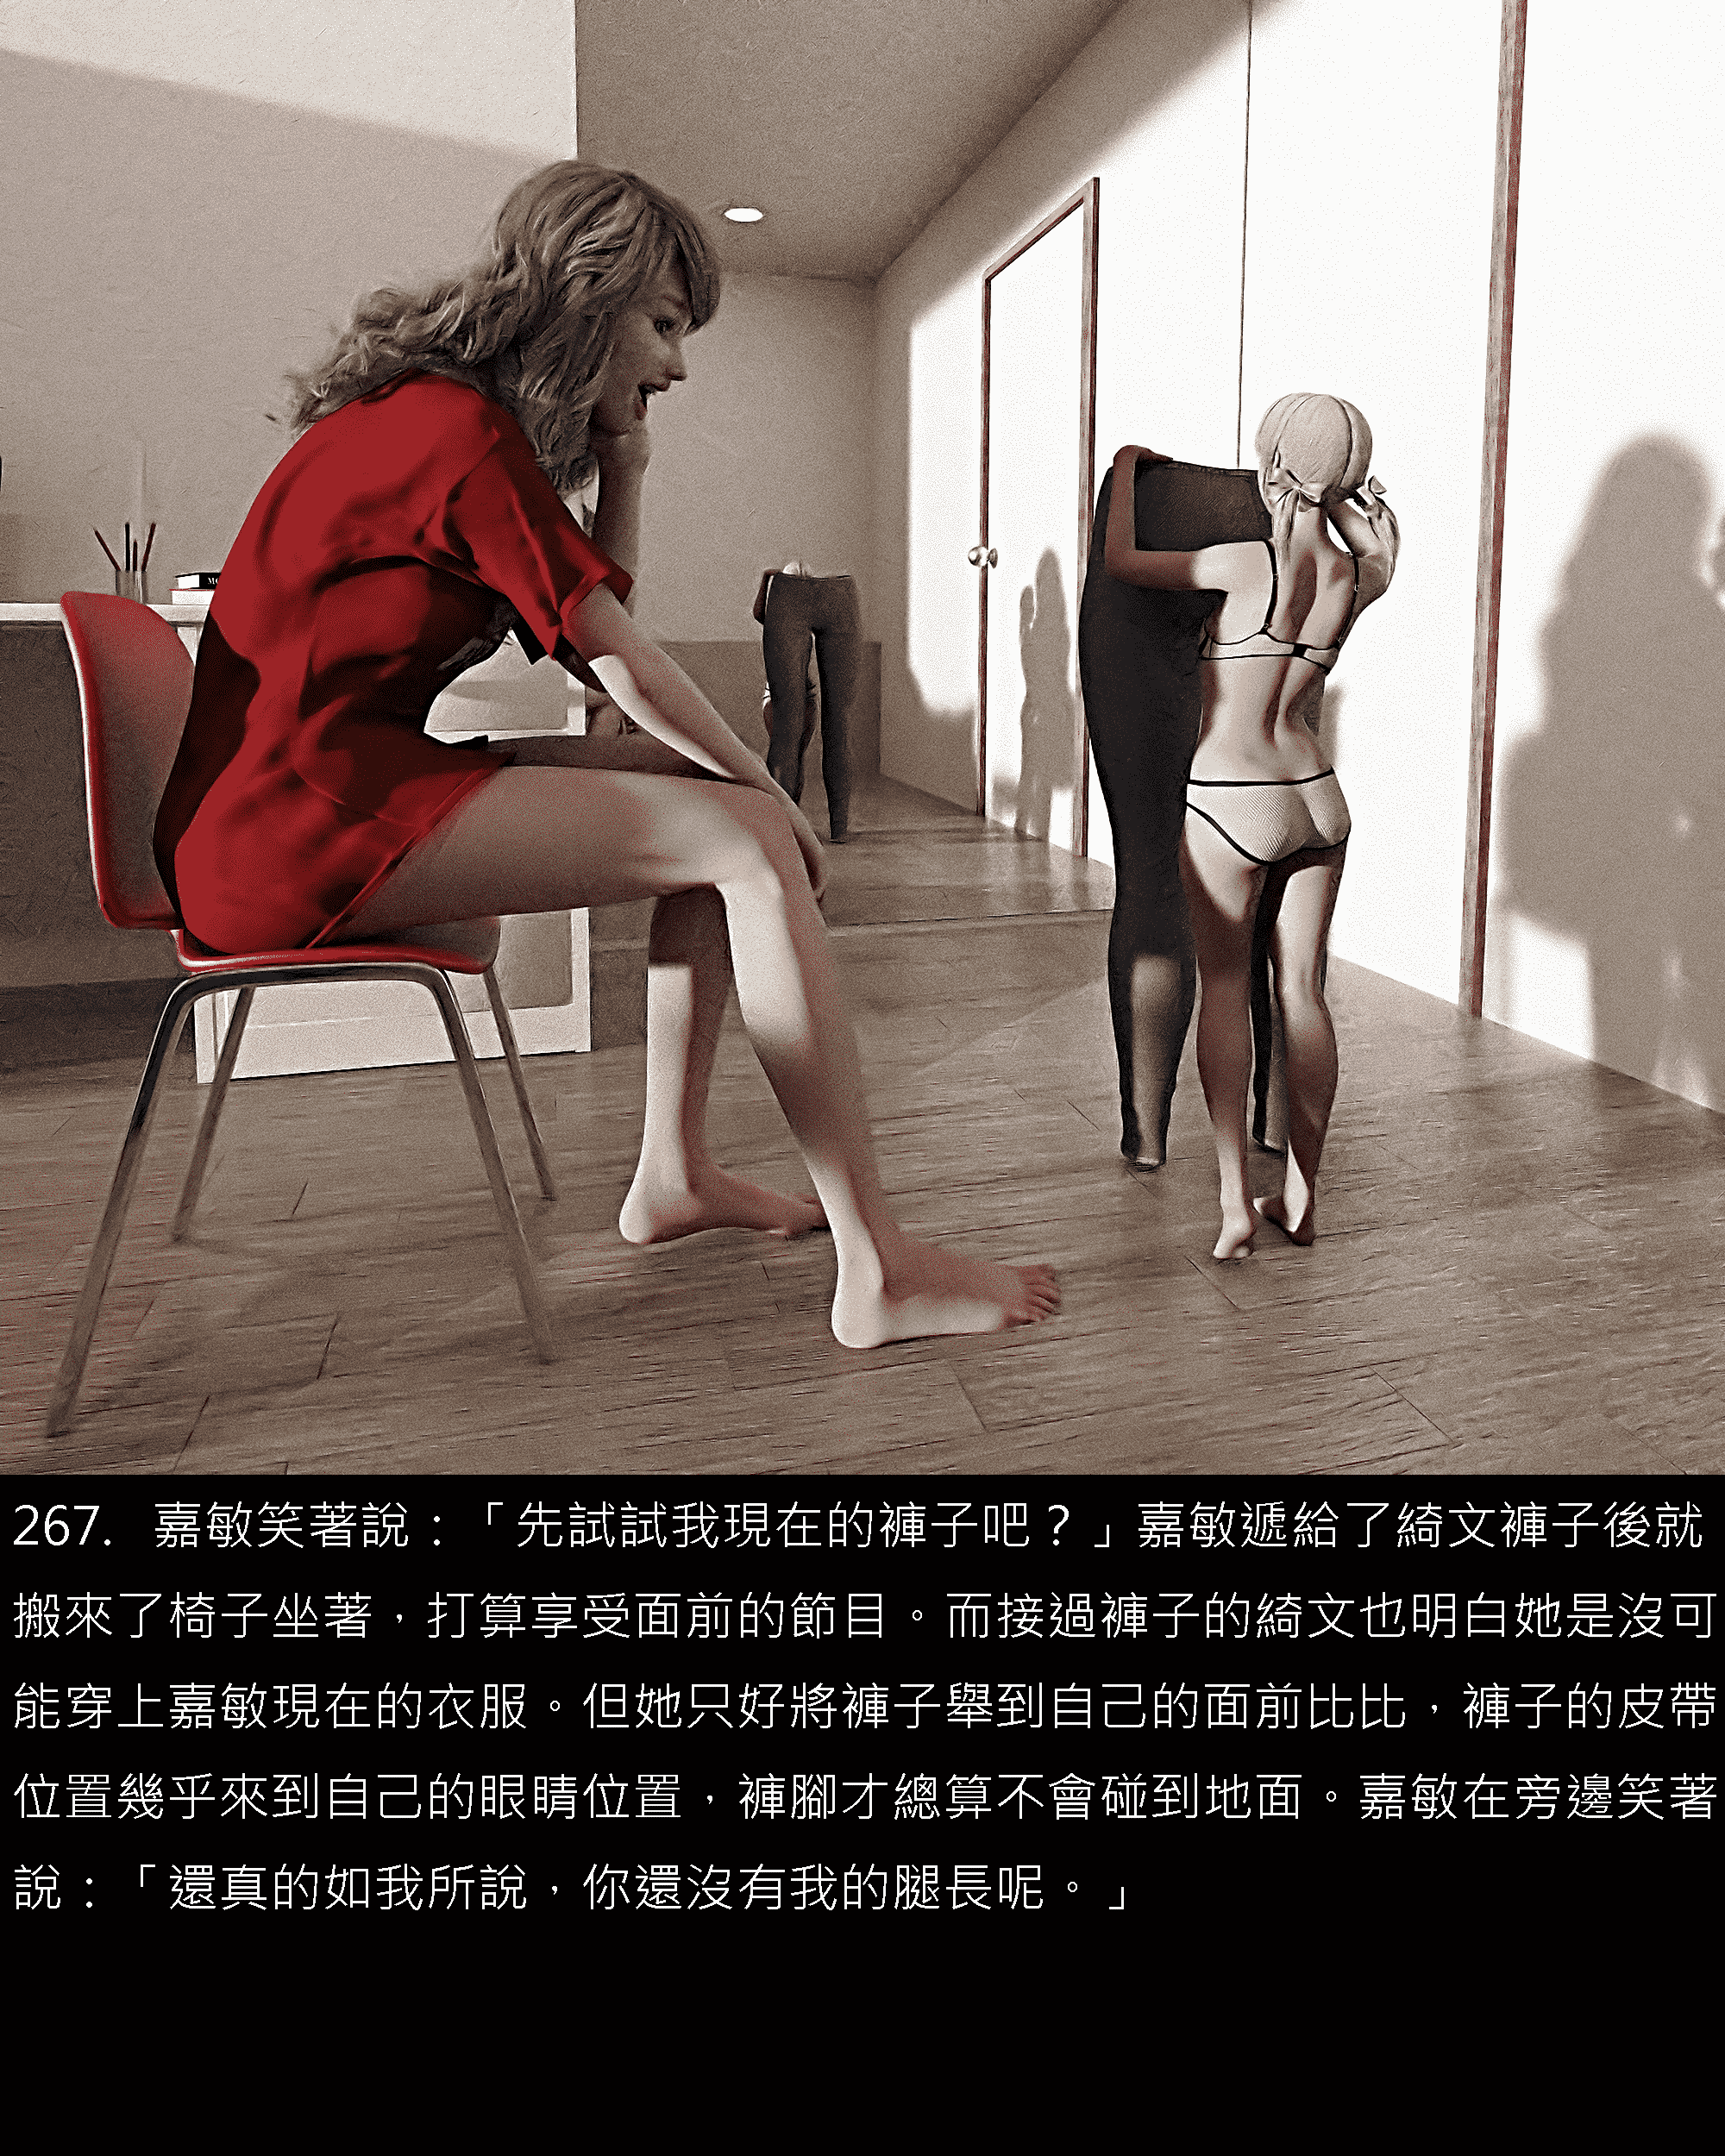 MO
267. 嘉敏笑著說：「先試試我現在的褲子吧？」嘉敏遞給了綺文褲子後就
搬來了椅子坐著，打算享受面前的節目。而接過褲子的綺文也明白她是沒可
能穿上嘉敏現在的衣服。但她只好將褲子舉到自己的面前比比，褲子的皮帶
位置幾乎來到自己的眼睛位置，褲腳才總算不會碰到地面。嘉敏在旁邊笑著
說：「還真的如我所說，你還沒有我的腿長呢。」